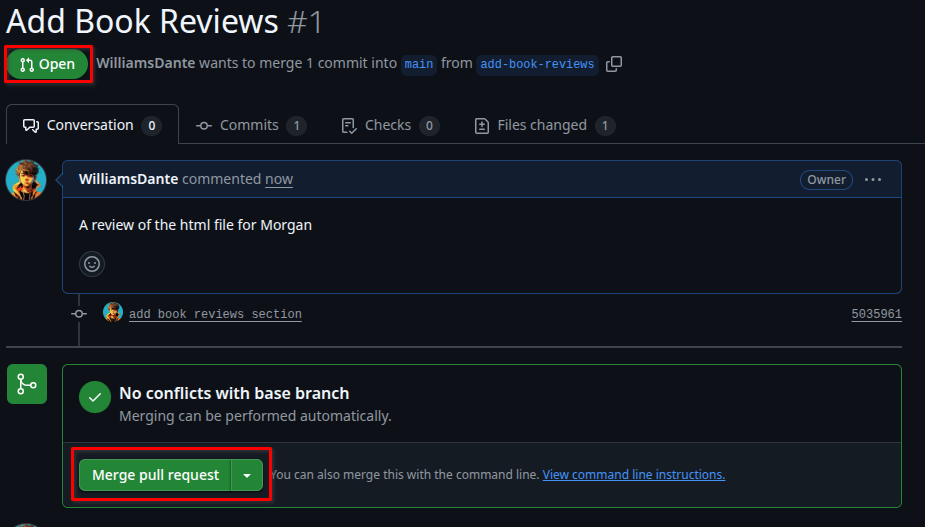 Add Book Reviews #1
Open WilliamsDante wants to merge 1 commit into main from add-book-reviews
Conversation 0 Commits 1 Checks 0 Files changed 1
WilliamsDante commented now Owner
A review of the html file for Morgan
add book reviews section 5035961
No conflicts with base branch
Merging can be performed automatically.
Merge pull request You can also merge this with the command line. View command line instructions.